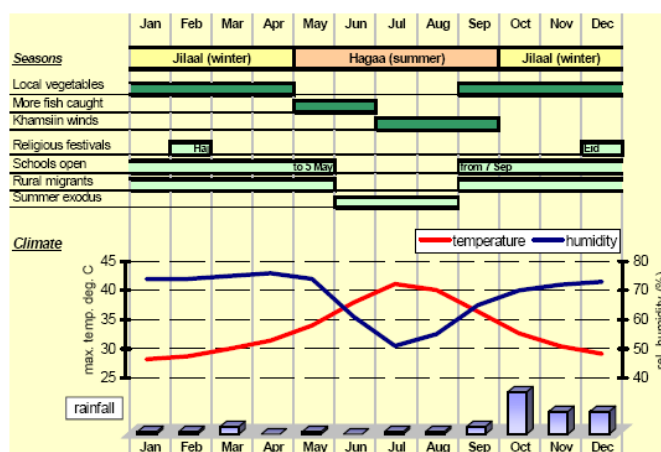 Jan Feb Mar Apr May Jun Jul Aug Sep Oct Nov Dec
Seasons Jilaal (winter) Hagaa (summer) Jilaal (winter)
Local vegetables
More fish caught
Khamsiin winds
Religious festivals Haj Eid
Schools open to 5 May from 7 Sep
Rural migrants
Summer exodus
Climate
temperature humidity
45 80
40 70
35 60
30 50
25 40
max. temp. deg. C
rel. humidity (%)
rainfall
Jan Feb Mar Apr May Jun Jul Aug Sep Oct Nov Dec